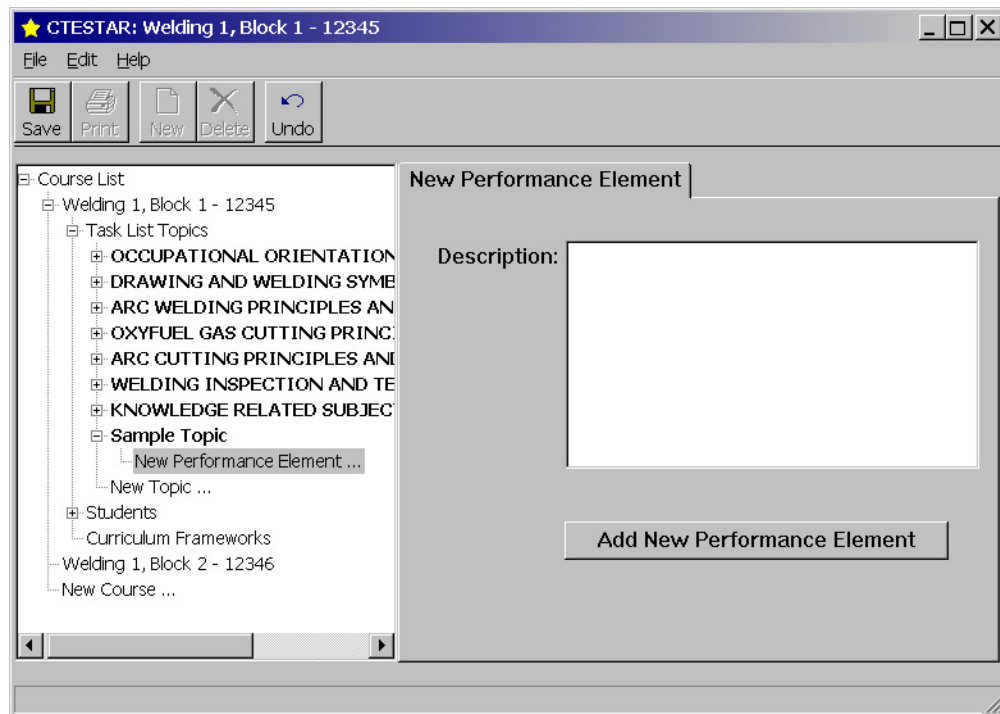 CTESTAR: Welding 1, Block 1 - 12345
File Edit Help
Save Print New Delete Undo
Course List
Welding 1, Block 1 - 12345
Task List Topics
OCCUPATIONAL ORIENTATION
DRAWING AND WELDING SYMB
ARC WELDING PRINCIPLES AN
OXYFUEL GAS CUTTING PRINC
ARC CUTTING PRINCIPLES AND
WELDING INSPECTION AND TE
KNOWLEDGE RELATED SUBJEC
Sample Topic
New Performance Element ...
New Topic ...
Students
Curriculum Frameworks
Welding 1, Block 2 - 12346
New Course ...
New Performance Element
Description:
Add New Performance Element